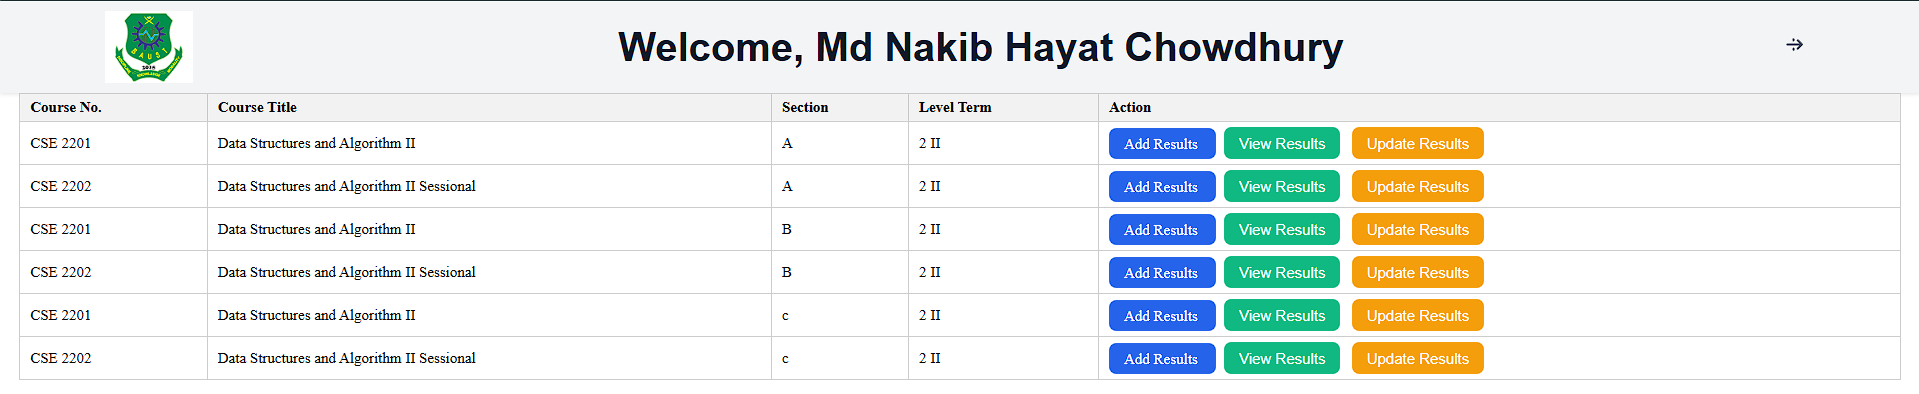 BAUST
2015
KNOWLEDGE
Welcome, Md Nakib Hayat Chowdhury
Course No. Course Title Section Level Term Action
CSE 2201 Data Structures and Algorithm II A 2 II Add Results View Results Update Results
CSE 2202 Data Structures and Algorithm II Sessional A 2 II Add Results View Results Update Results
CSE 2201 Data Structures and Algorithm II B 2 II Add Results View Results Update Results
CSE 2202 Data Structures and Algorithm II Sessional B 2 II Add Results View Results Update Results
CSE 2201 Data Structures and Algorithm II c 2 II Add Results View Results Update Results
CSE 2202 Data Structures and Algorithm II Sessional c 2 II Add Results View Results Update Results